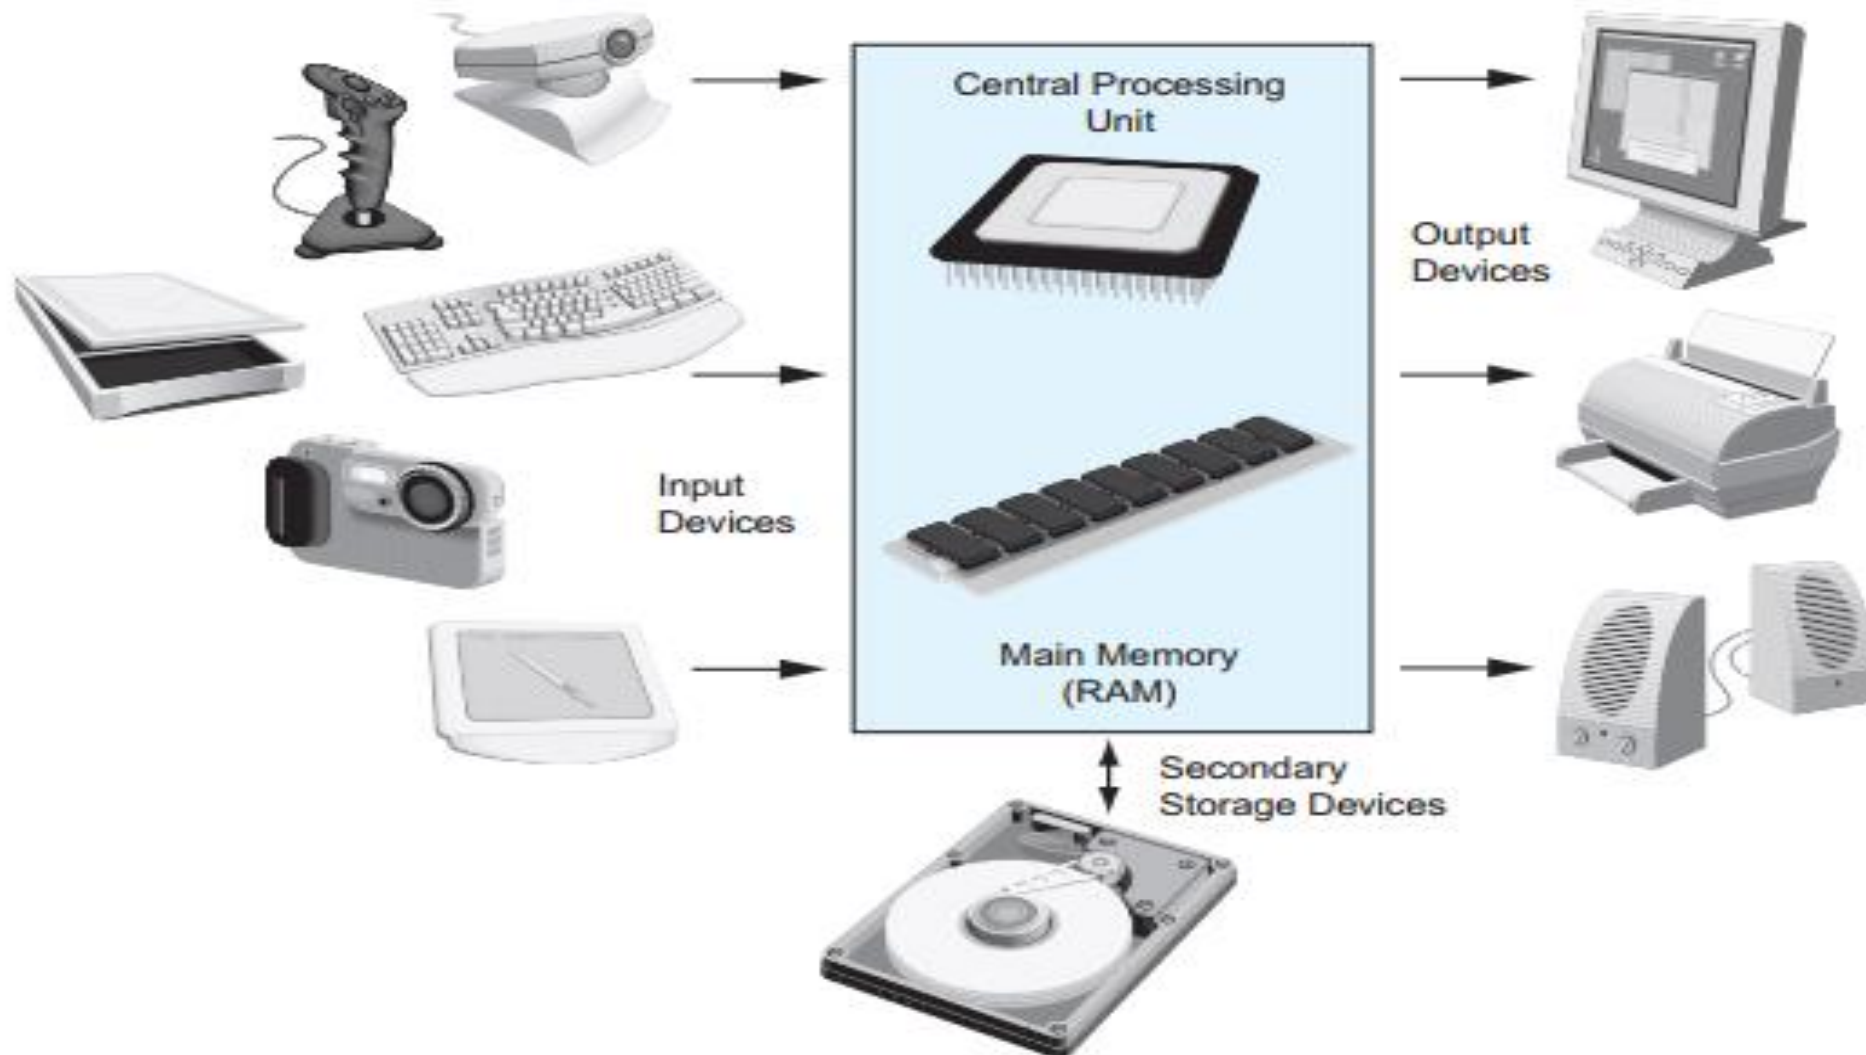 Central Processing
Unit
Output
Devices
Input
Devices
Main Memory
(RAM)
Secondary
Storage Devices